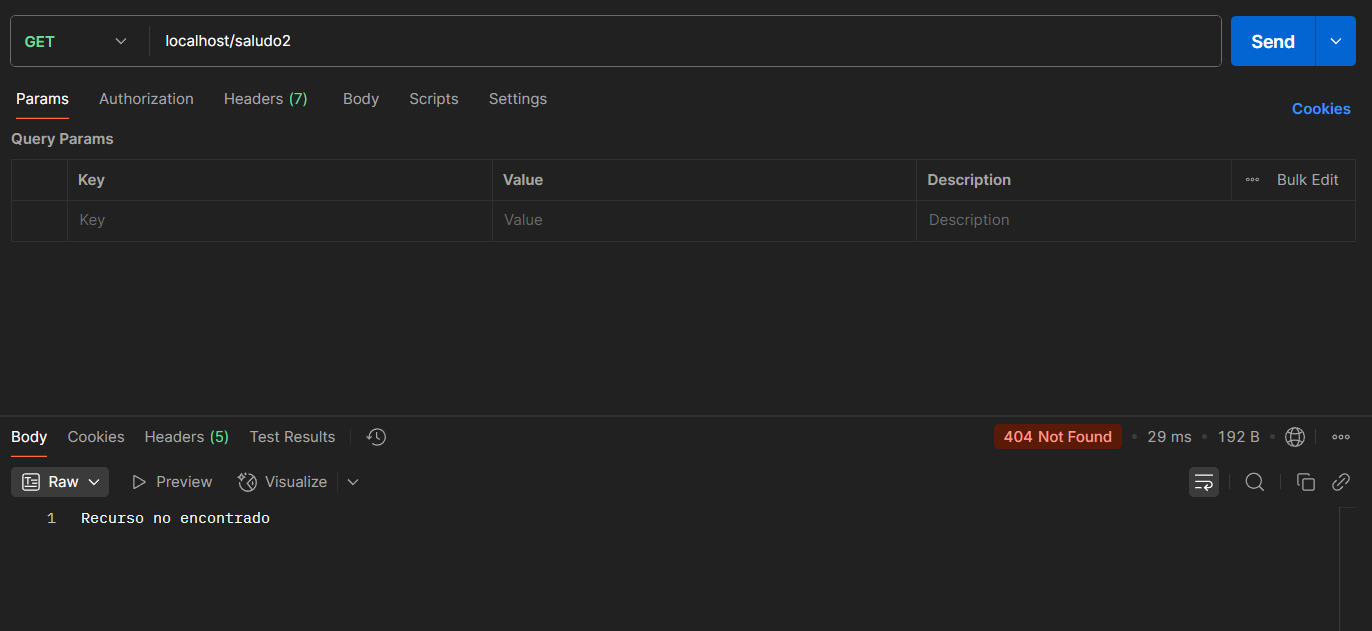 GET localhost/saludo2 Send
Params Authorization Headers (7) Body Scripts Settings
Cookies
Query Params
Key Value Description Bulk Edit
Key Value Description
Body Cookies Headers (5) Test Results 404 Not Found 29 ms 192 B
Raw Preview Visualize
1 Recurso no encontrado